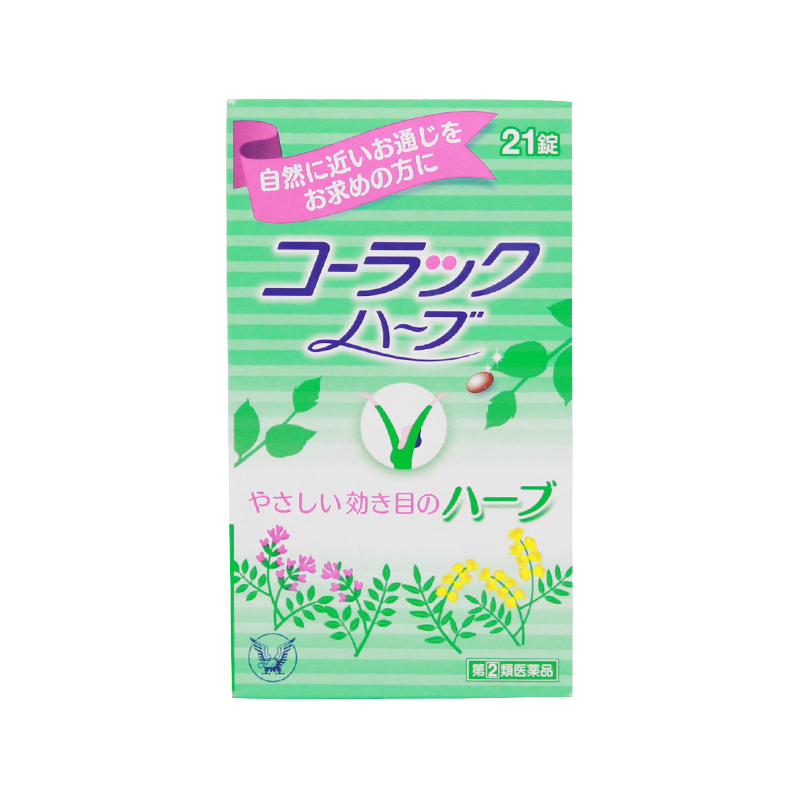 自然に近いお通じを
お求めの方に
21錠
コーラック
ハーブ
やさしい効き目のハーブ
第2類医薬品